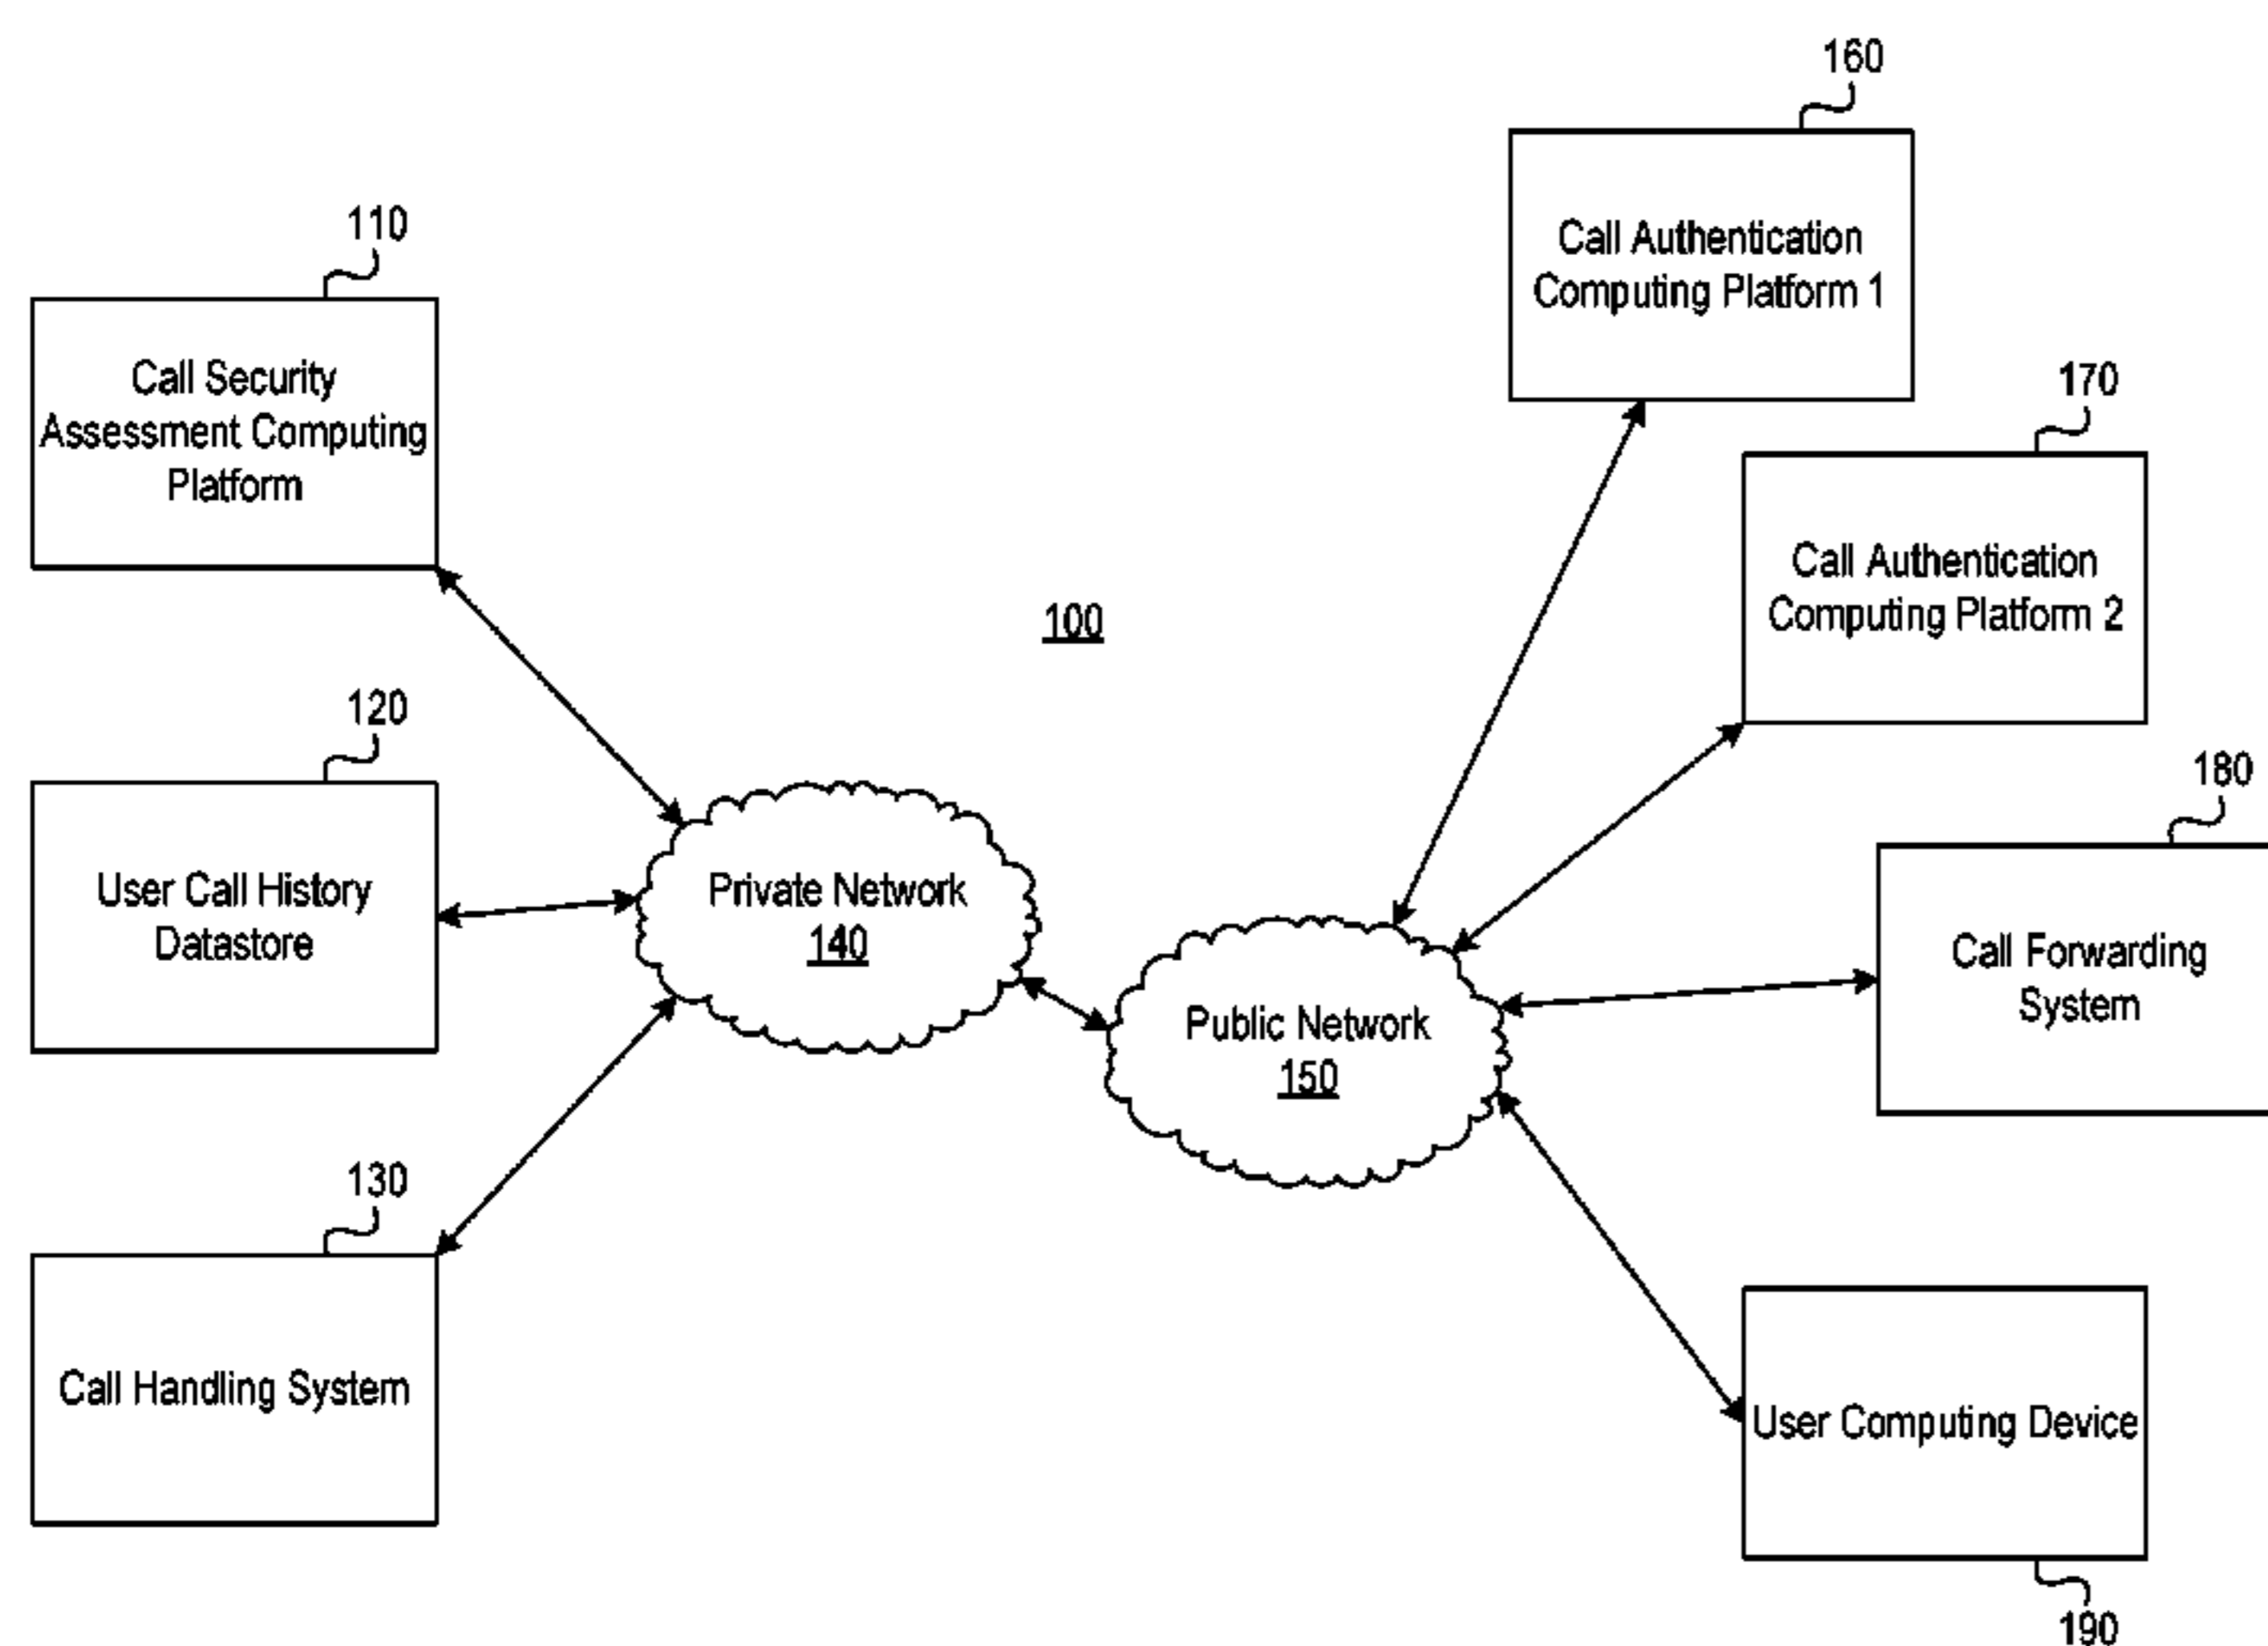 160
Call Authentication
Computing Platform 1
110
Call Security
Assessment Computing
Platform
170
Call Authentication
Computing Platform 2
100
120
User Call History
Datastore
Private Network
140
180
Call Forwarding
System
Public Network
150
130
Call Handling System
User Computing Device
190